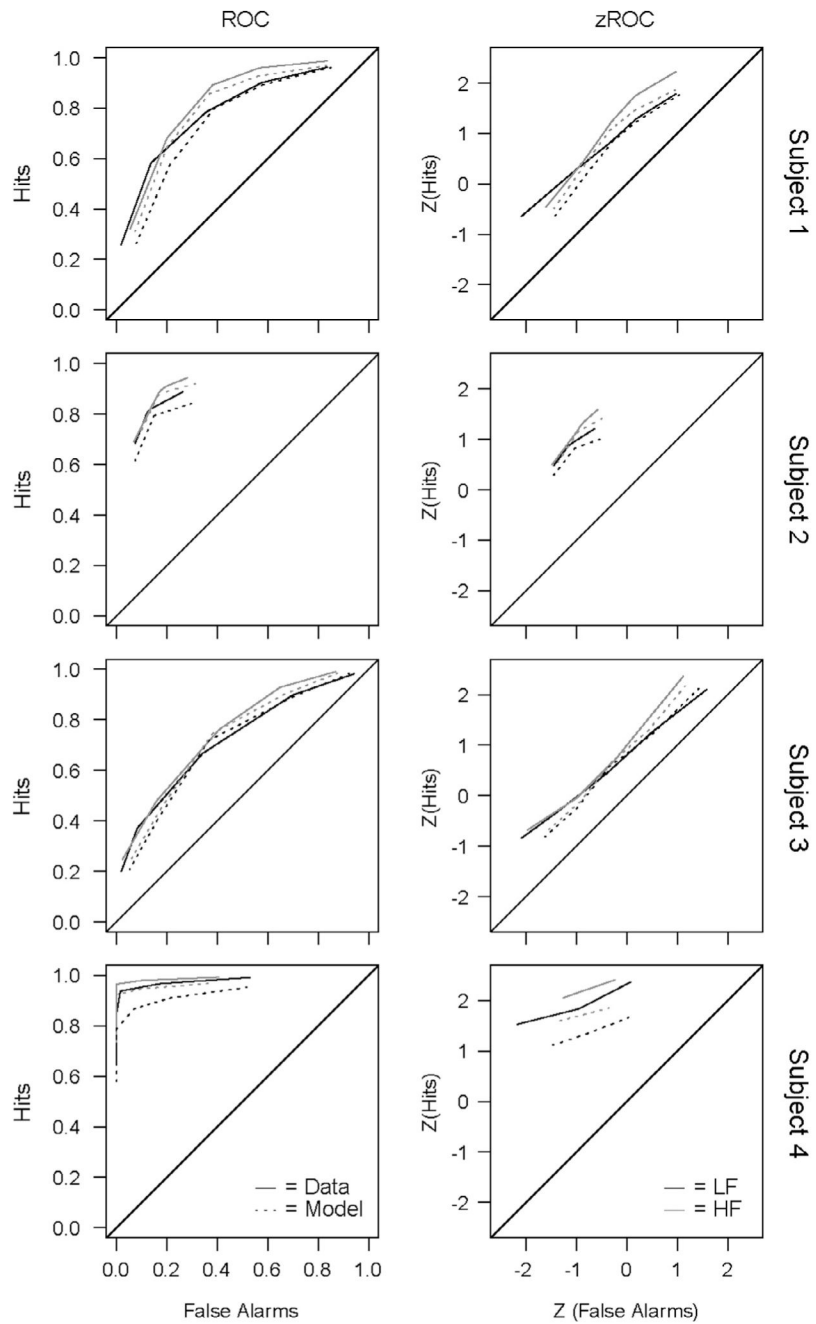 ROC
zROC
1.0
0.8
0.6
0.4
0.2
0.0
Hits
2
1
0
-1
-2
Z(Hits)
Subject 1
1.0
0.8
0.6
0.4
0.2
0.0
Hits
2
1
0
-1
-2
Z(Hits)
Subject 2
1.0
0.8
0.6
0.4
0.2
0.0
Hits
2
1
0
-1
-2
Z(Hits)
Subject 3
1.0
0.8
0.6
0.4
0.2
0.0
Hits
= Data
= Model
2
1
0
-1
-2
Z(Hits)
= LF
= HF
Subject 4
0.0 0.2 0.4 0.6 0.8 1.0
-2 -1 0 1 2
False Alarms
Z (False Alarms)